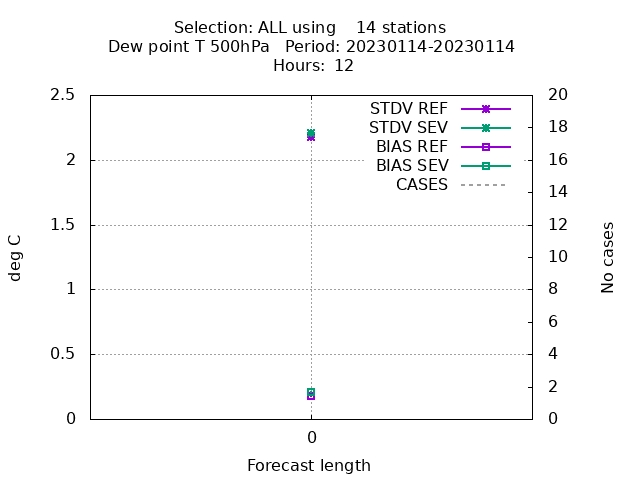 Selection: ALL using    14 stations
Dew point T 500hPa   Period: 20230114-20230114
Hours: 12
STDV REF
STDV SEV
BIAS REF
BIAS SEV
CASES
2.5
2
1.5
1
0.5
0
20
18
16
14
12
10
8
6
4
2
0
deg C
No cases
0
Forecast length